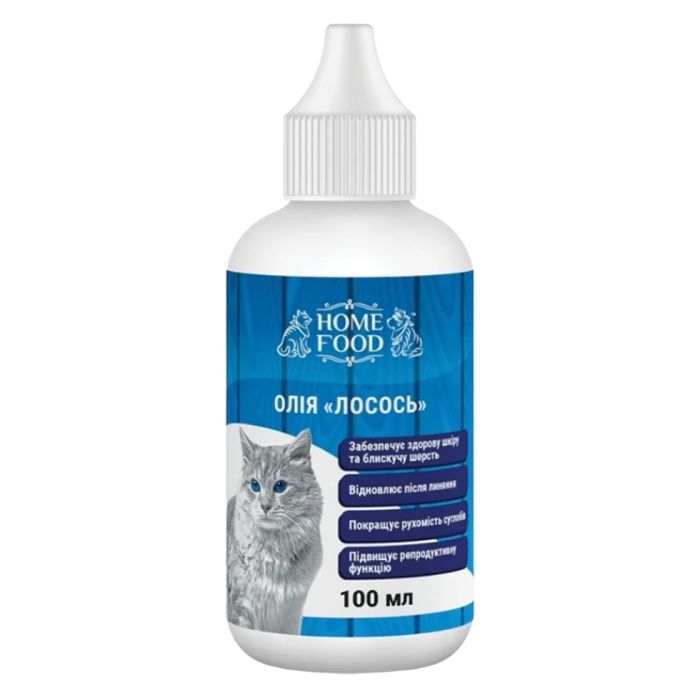 HOME
FOOD
ОЛІЯ «ЛОСОСЬ»
Забезпечує здорову шкіру
та блискучу шерсть
Відновлює після линяння
Покращує рухомість суглобів
Підвищує репродуктивну
функцію
100 мл